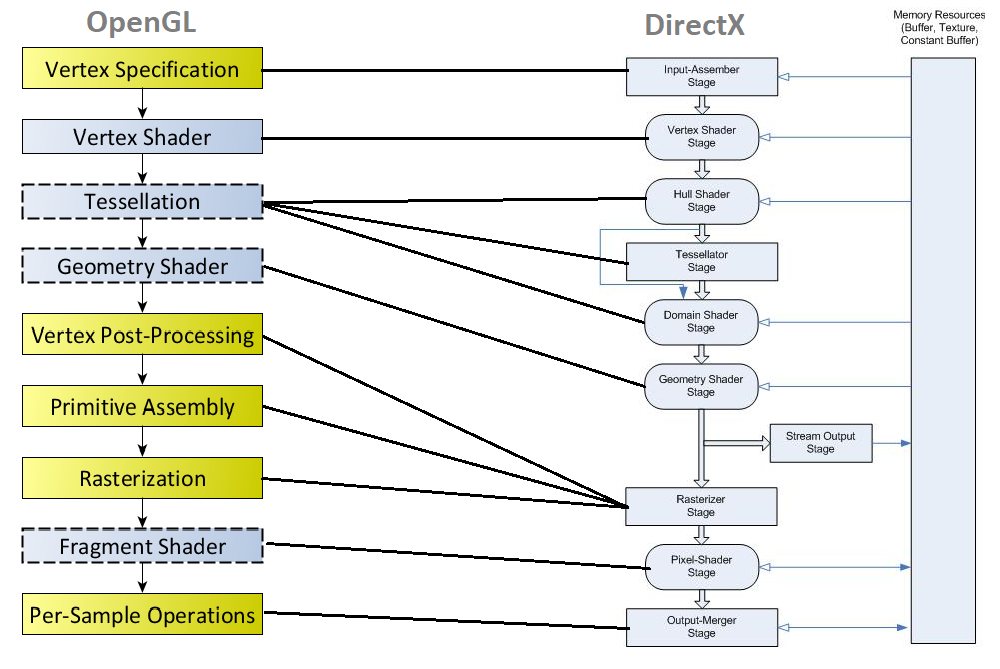 OpenGL
Vertex Specification
Vertex Shader
Tessellation
Geometry Shader
Vertex Post-Processing
Primitive Assembly
Rasterization
Fragment Shader
Per-Sample Operations
DirectX
Input-Assember
Stage
Vertex Shader
Stage
Hull Shader
Stage
Tessellator
Stage
Domain Shader
Stage
Geometry Shader
Stage
Stream Output
Stage
Rasterizer
Stage
Pixel-Shader
Stage
Output-Merger
Stage
Memory Resources
(Buffer, Texture,
Constant Buffer)